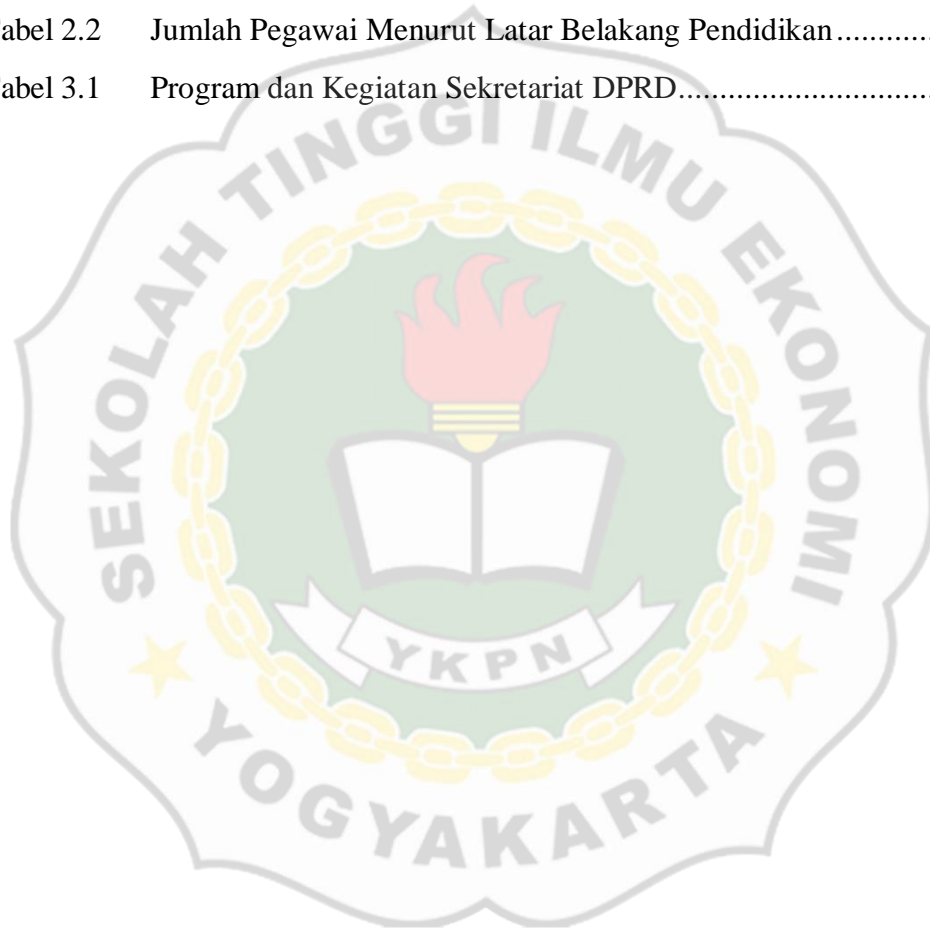 abel 2.2 Jumlah Pegawai Menurut Latar Belakang Pendidikan............
abel 3.1 Program dan Kegiatan Sekretariat DPRD..............................
SEKOLAH TINGGI ILMU EKONOMI
YKPN
YOGYAKARTA